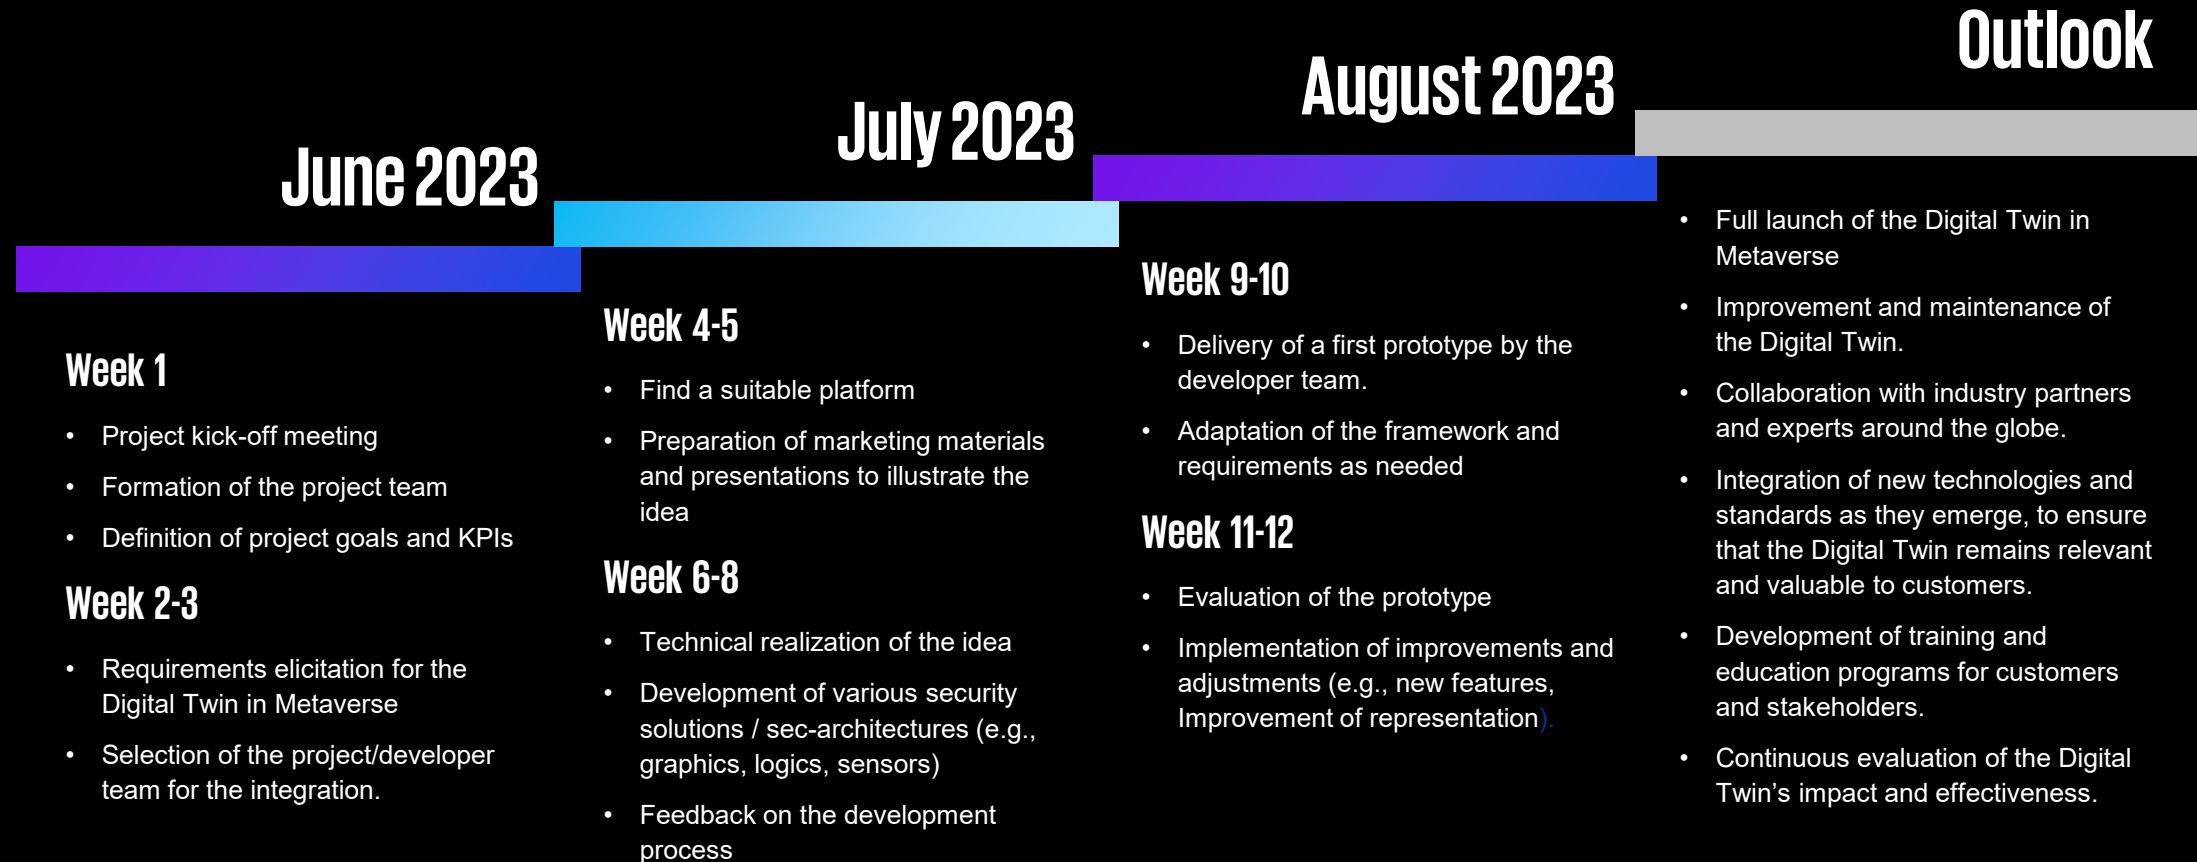 June 2023
Week 1
• Project kick-off meeting
• Formation of the project team
• Definition of project goals and KPIs
Week 2-3
• Requirements elicitation for the
Digital Twin in Metaverse
• Selection of the project/developer
team for the integration.
July 2023
Week 4-5
• Find a suitable platform
• Preparation of marketing materials
and presentations to illustrate the
idea
Week 6-8
• Technical realization of the idea
• Development of various security
solutions / sec-architectures (e.g.,
graphics, logics, sensors)
• Feedback on the development
process
August 2023
Week 9-10
• Delivery of a first prototype by the
developer team.
• Adaptation of the framework and
requirements as needed
Week 11-12
• Evaluation of the prototype
• Implementation of improvements and
adjustments (e.g., new features,
Improvement of representation).
Outlook
• Full launch of the Digital Twin in
Metaverse
• Improvement and maintenance of
the Digital Twin.
• Collaboration with industry partners
and experts around the globe.
• Integration of new technologies and
standards as they emerge, to ensure
that the Digital Twin remains relevant
and valuable to customers.
• Development of training and
education programs for customers
and stakeholders.
• Continuous evaluation of the Digital
Twin’s impact and effectiveness.